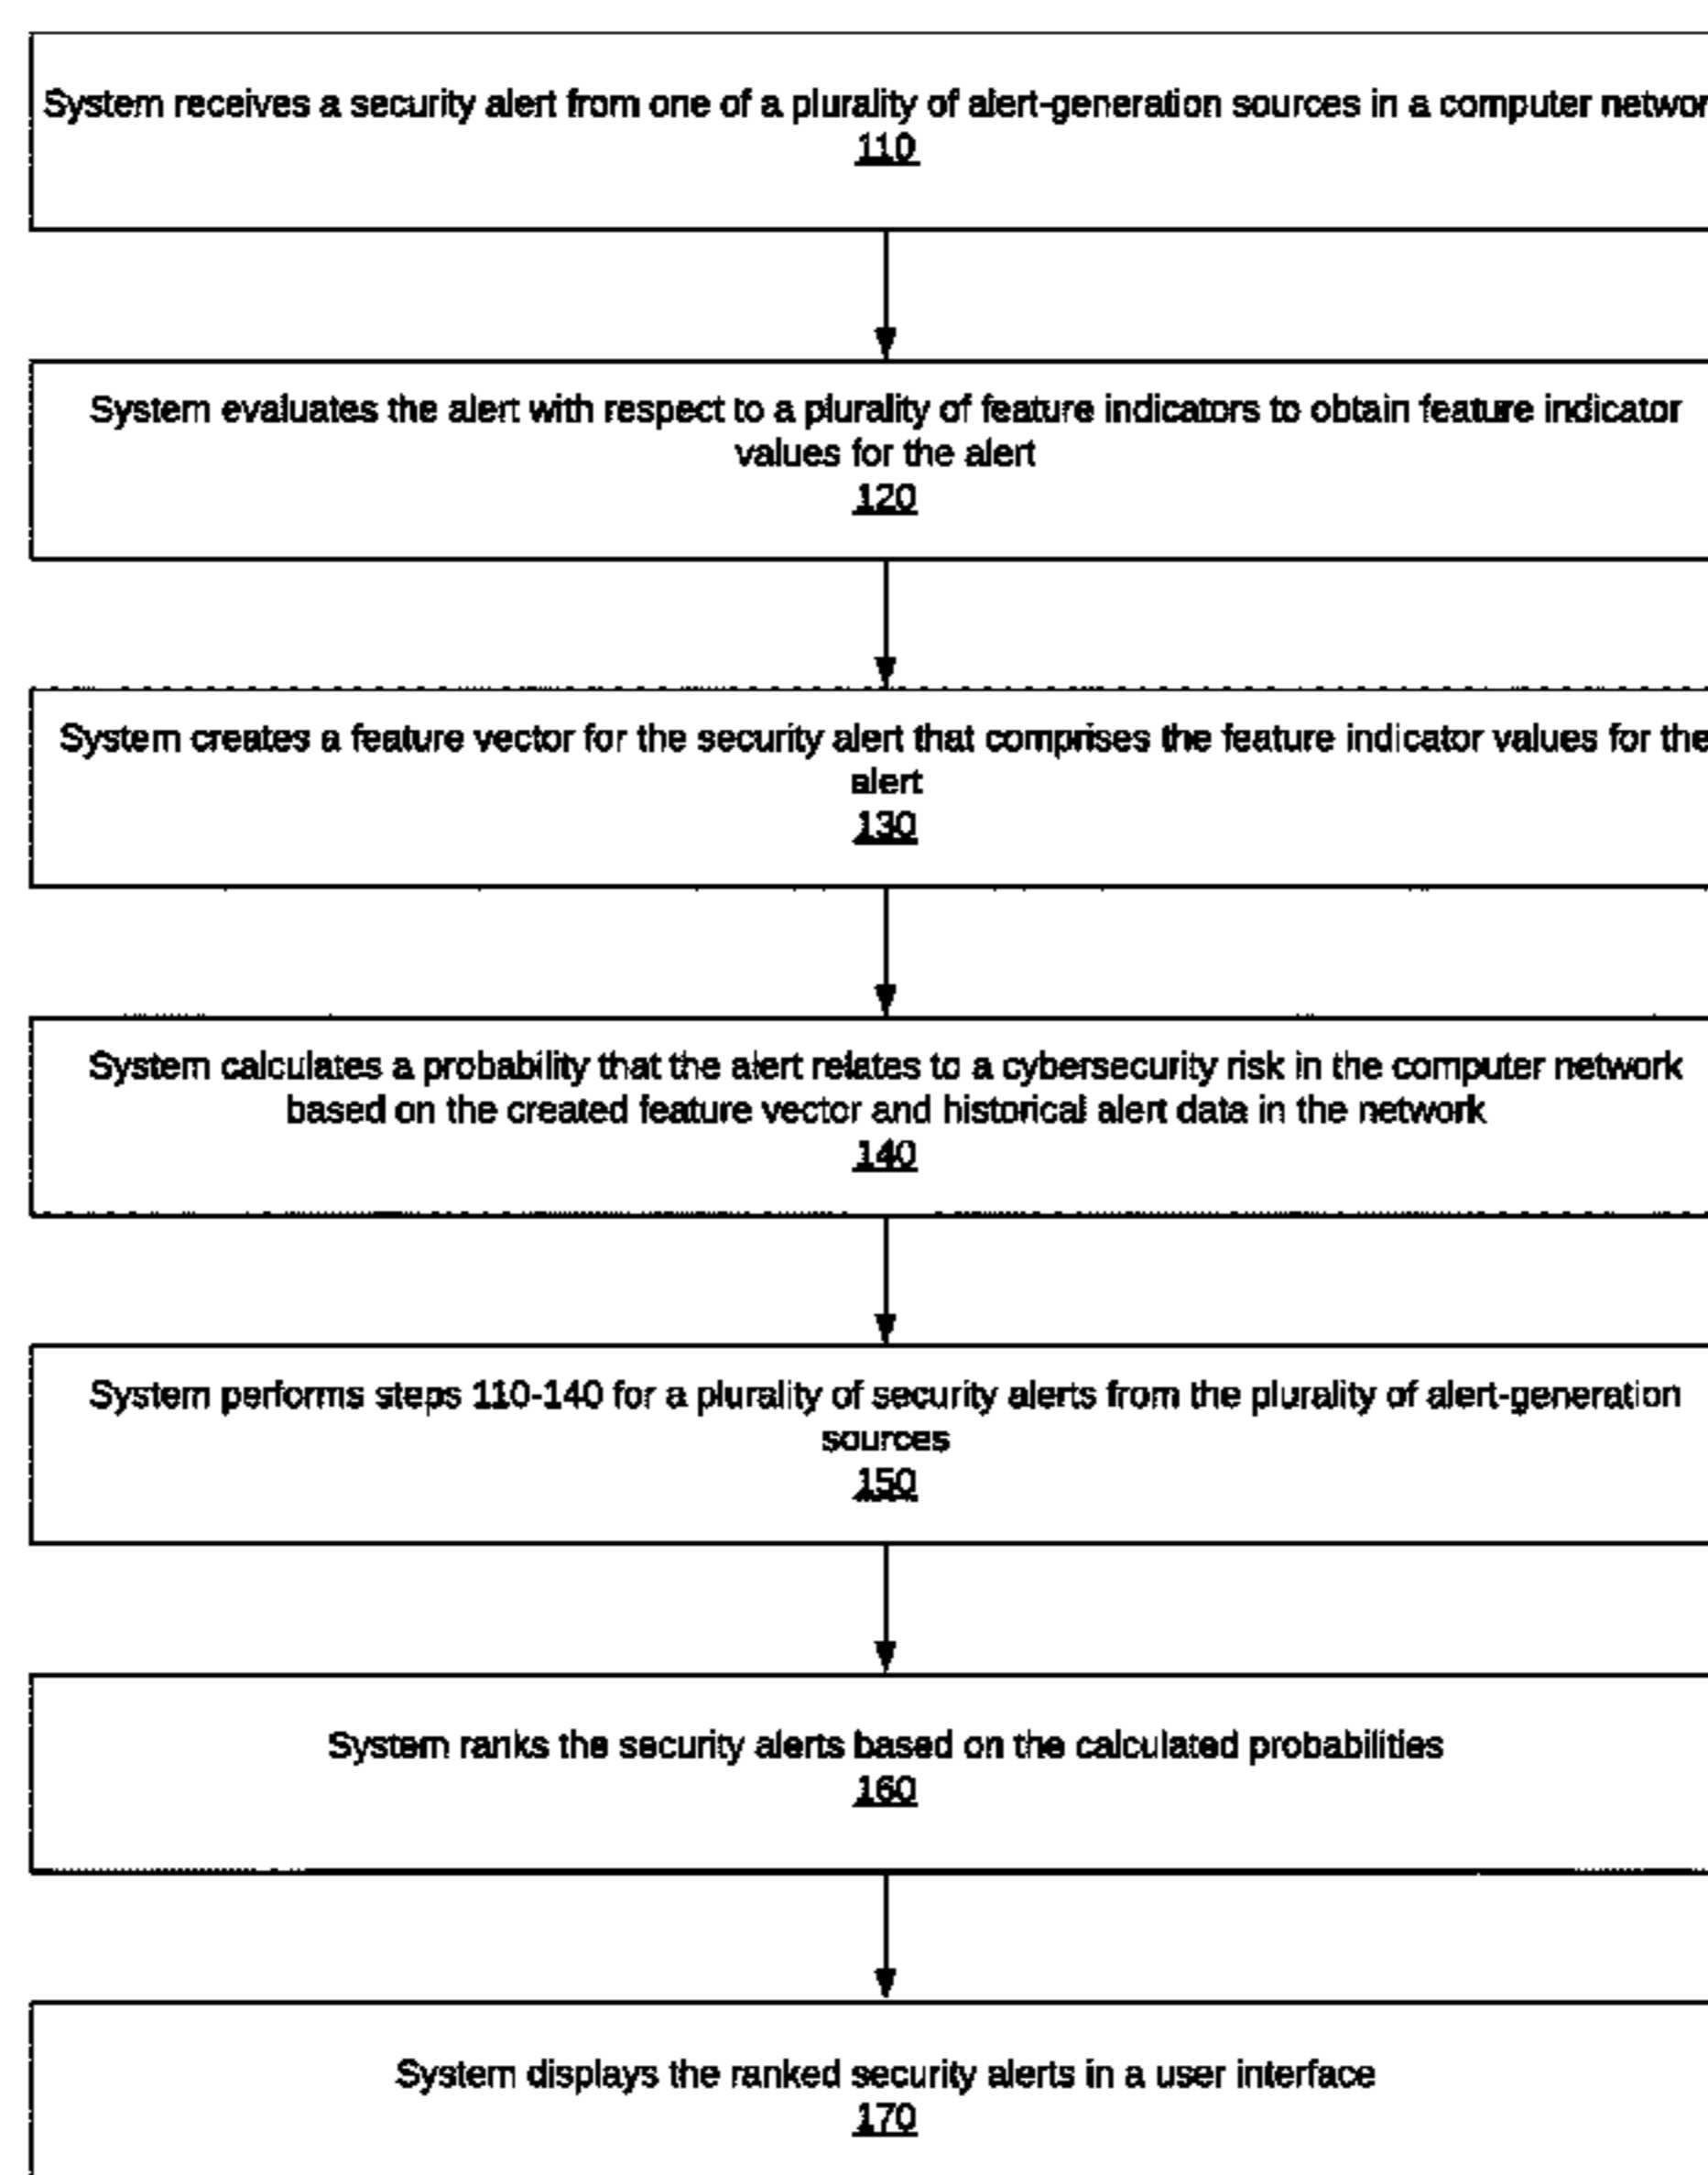 System receives a security alert from one of a plurality of alert-generation sources in a computer networ
110
System evaluates the alert with respect to a plurality of feature indicators to obtain feature indicator
values for the alert
120
System creates a feature vector for the security alert that comprises the feature indicator values for the
alert
130
System calculates a probability that the alert relates to a cybersecurity risk in the computer network
based on the created feature vector and historical alert data in the network
140
System performs steps 110-140 for a plurality of security alerts from the plurality of alert-generation
sources
150
System ranks the security alerts based on the calculated probabilities
160
System displays the ranked security alerts in a user interface
170